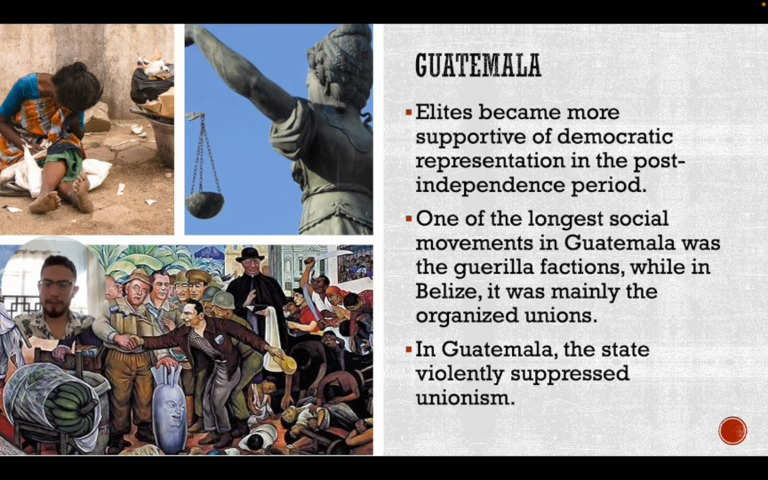 GUATEMALA
Elites became more
supportive of democratic
representation in the post-
independence period.
One of the longest social
movements in Guatemala was
the guerilla factions, while in
Belize, it was mainly the
organized unions.
In Guatemala, the state
violently suppressed
unionism.